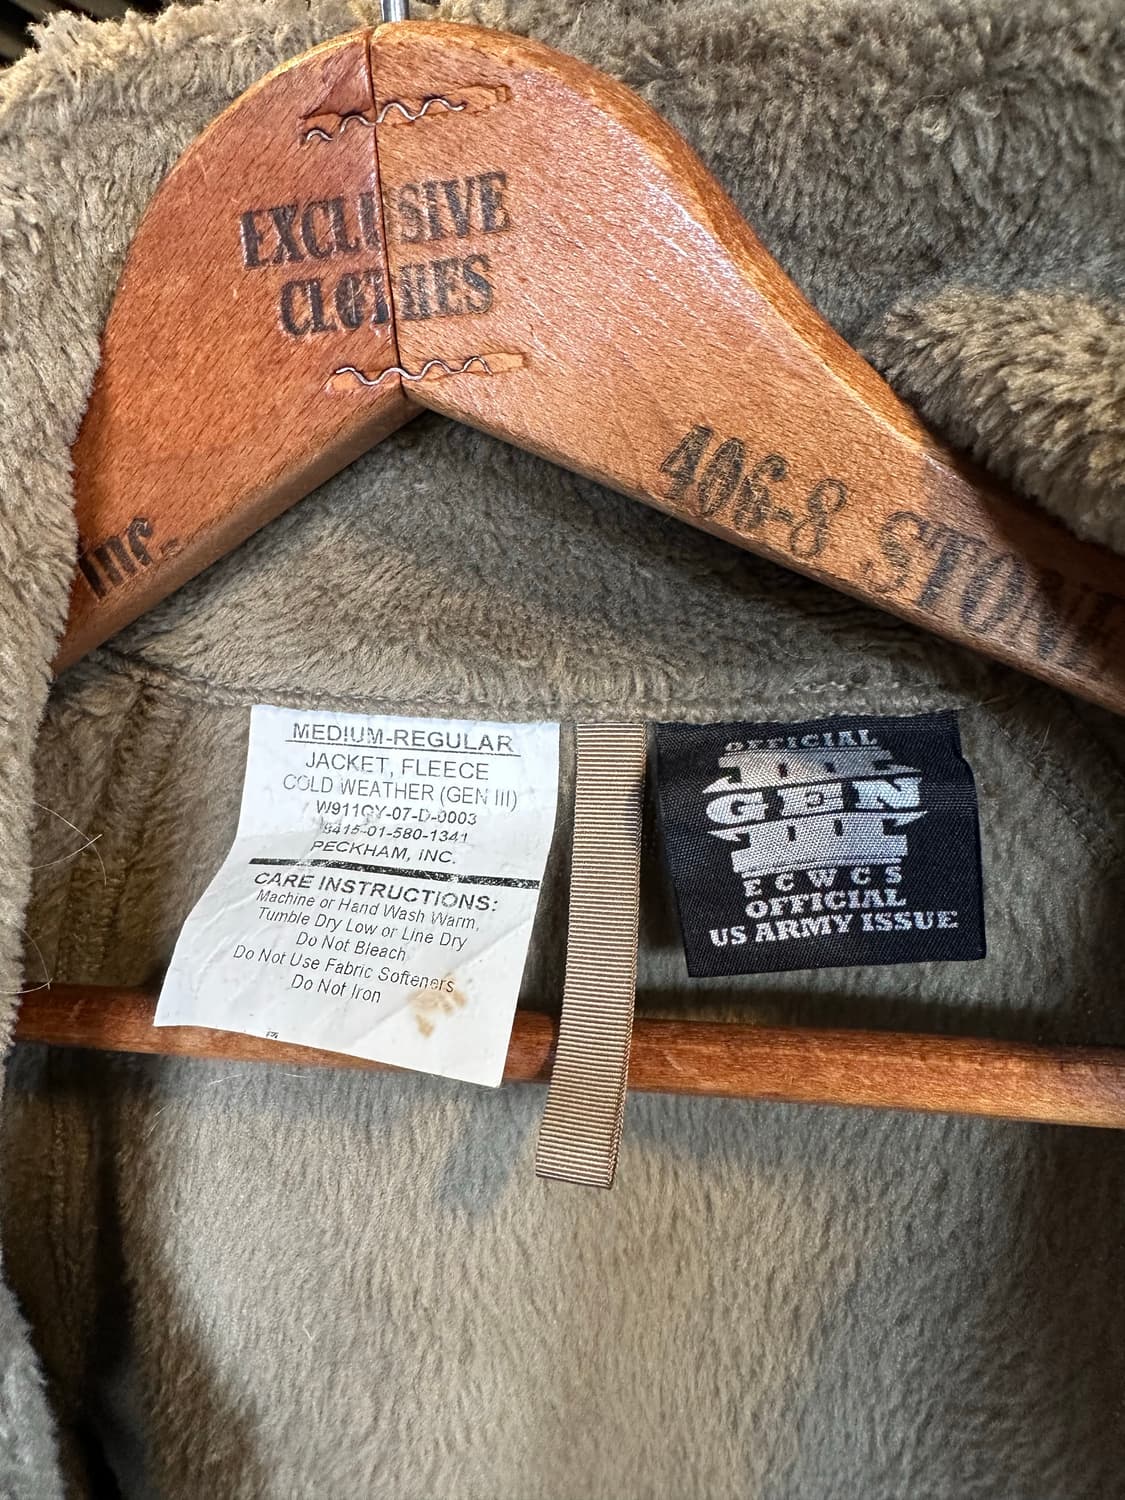 EXCLUSIVE
CLOTHES
406-8 STON
Inc.
MEDIUM-REGULAR
JACKET, FLEECE
COLD WEATHER (GEN III)
W911QY-07-D-0003
8415-01-580-1341
PECKHAM, INC.
CARE INSTRUCTIONS:
Machine or Hand Wash Warm,
Tumble Dry Low or Line Dry
Do Not Bleach
Do Not Use Fabric Softeners
Do Not Iron
OFFICIAL
III
GEN
III
ECWCS
OFFICIAL
US ARMY ISSUE